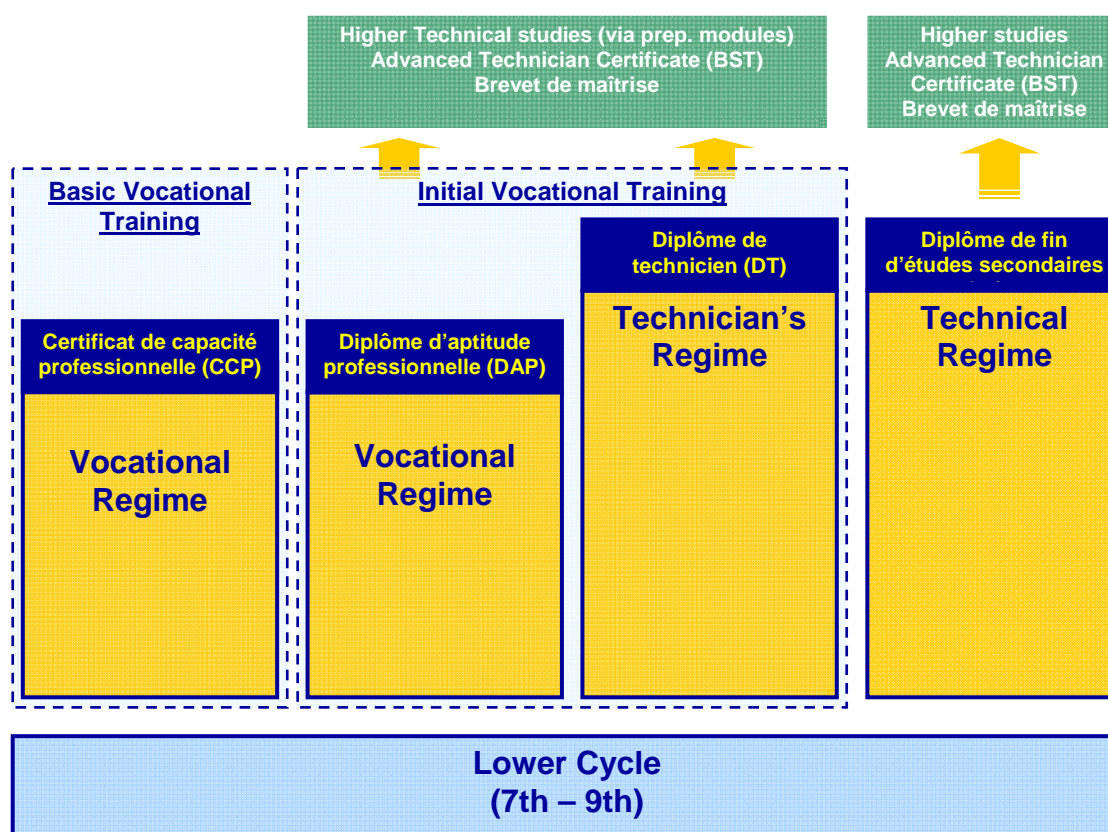 Higher Technical studies (via prep. modules)
Advanced Technician Certificate (BST)
Brevet de maîtrise
Higher studies
Advanced Technician
Certificate (BST)
Brevet de maîtrise
Basic Vocational
Training
Initial Vocational Training
Certificat de capacité
professionnelle (CCP)
Vocational
Regime
Diplôme d'aptitude
professionnelle (DAP)
Vocational
Regime
Diplôme de
technicien (DT)
Technician's
Regime
Diplôme de fin
d'études secondaires
Technical
Regime
Lower Cycle
(7th – 9th)